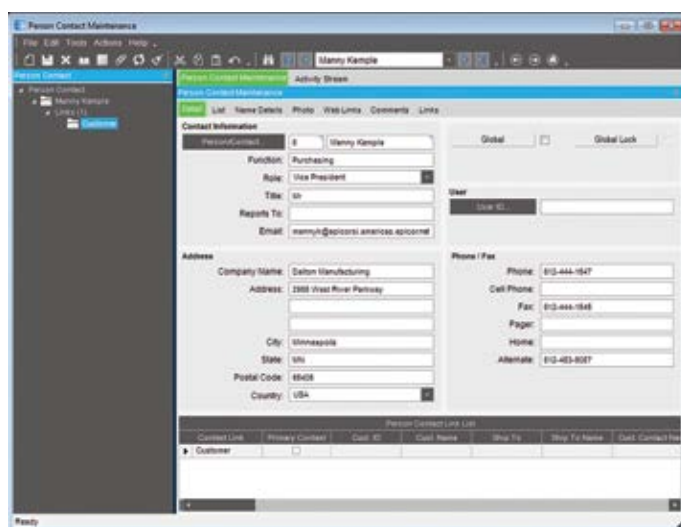 Person Contact Maintenance
File Edit Tools Actions Help
Manny Kemple
Person Contact
Person Contact Maintenance Activity Stream
Person Contact
Manny Kemple
Links (1)
Customer
Person Contact Maintenance
Detail List Name Details Photo Web Links Comments Links
Contact Information
Person/Contact... 8 Manny Kemple
Global Global Lock
Function: Purchasing
Role: Vice President
Title: Mr
User
User ID...
Reports To:
Email:
Address
Phone / Fax
Company Name: Dalton Manufacturing
Phone: 612-444-1647
Address: 2988 West River Parkway
Cell Phone:
Fax:
Pager:
City: Minneapolis
Home:
State:
Alternate:
Postal Code:
Country: USA
Person Contact Link List
Contact Link Primary Contact Cust. ID Cust. Name Ship To Ship To Name Cust. Contact
Customer
Ready